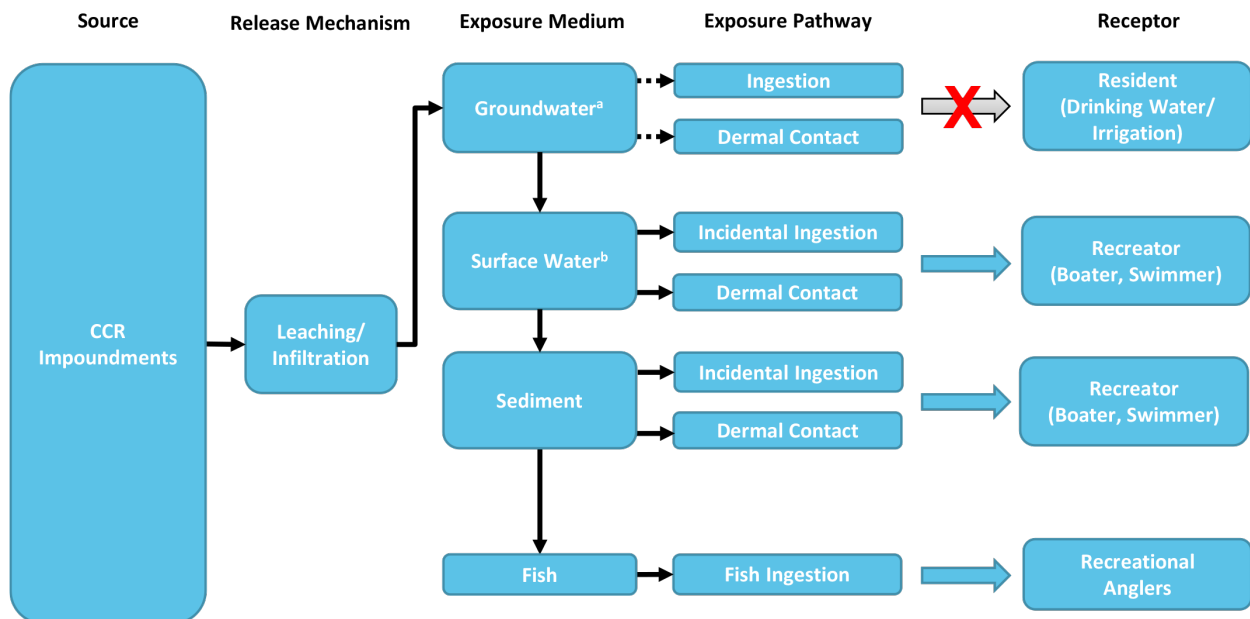 Source
Release Mechanism
Exposure Medium
Exposure Pathway
Receptor
CCR
Impoundments
Leaching/
Infiltration
Groundwaterᵃ
Ingestion
Dermal Contact
X
Resident
(Drinking Water/
Irrigation)
Surface Waterᵇ
Incidental Ingestion
Dermal Contact
Recreator
(Boater, Swimmer)
Sediment
Incidental Ingestion
Dermal Contact
Recreator
(Boater, Swimmer)
Fish
Fish Ingestion
Recreational
Anglers